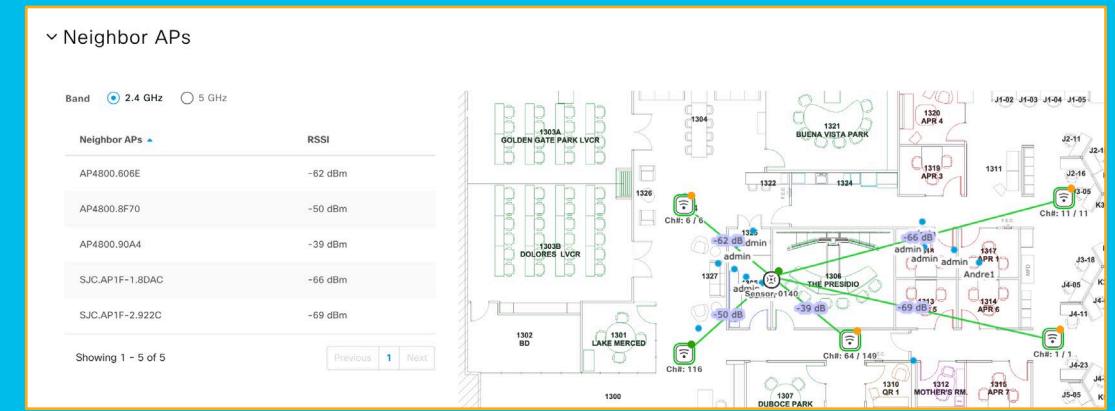 Neighbor APs
Band 2.4 GHz 5 GHz
Neighbor APs RSSI
AP4800.606E -62 dBm
AP4800.8F70 -50 dBm
AP4800.90A4 -39 dBm
SJC.AP1F-1.8DAC -66 dBm
SJC.AP1F-2.922C -69 dBm
Showing 1 - 5 of 5
Previous 1 Next
1303A
GOLDEN GATE PARK LVCR
1304
1321
BUENA VISTA PARK
1320
APR 4
J1-02 J1-03 J1-04 J1-05
J2-11
1319
APR 3
1311
J2-16
1326
1322
1324
Ch#: 6 / 6
Ch#: 11 / 11
-62 dB
-66 dB
admin
1303B
DOLORES LVCR
admin
admin
admin
admin
1317
APR 1
Andre1
MFD
J3-18
1327
1306
THE PRESIDIO
Sensor-0140
J4-05
-50 dB
-39 dB
-69 dB
1314
APR 6
J4-11
1302
BD
1301
LAKE MERCED
Ch#: 116
Ch#: 64 / 149
Ch#: 1 / 1
J4-23
1300
1307
DUBOCE PARK
1310
QR 1
1312
MOTHER'S RM.
1315
APR 7
J5-05